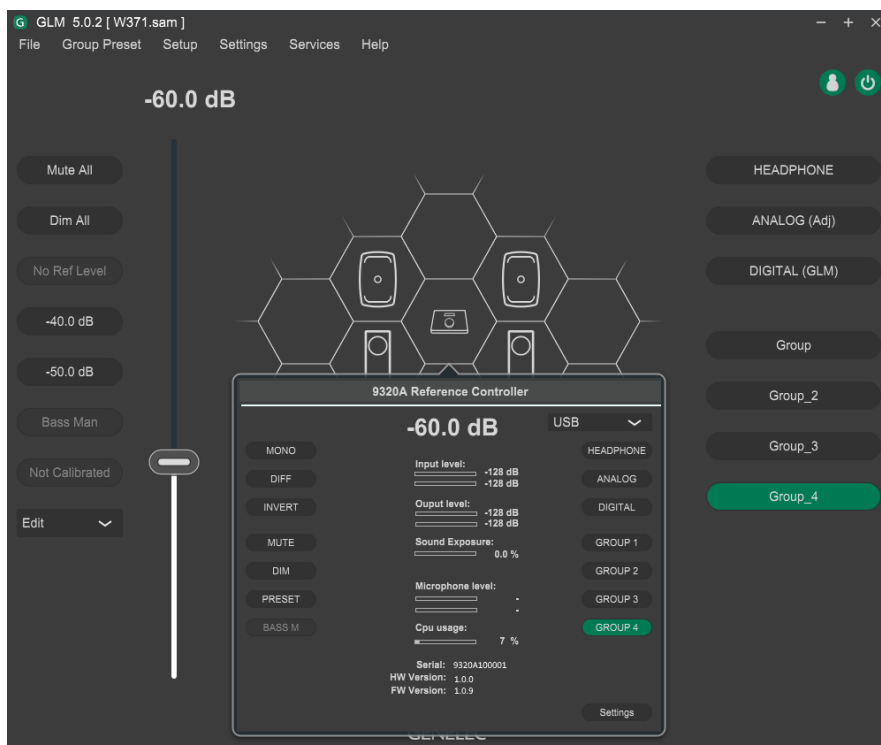 G GLM 5.0.2 [ W371.sam ]
File Group Preset Setup Settings Services Help
-60.0 dB
Mute All
Dim All
No Ref Level
-40.0 dB
-50.0 dB
Bass Man
Not Calibrated
Edit
HEADPHONE
ANALOG (Adj)
DIGITAL (GLM)
Group
Group_2
Group_3
Group_4
9320A Reference Controller
-60.0 dB
USB
MONO
DIFF
INVERT
MUTE
DIM
PRESET
BASS M
Input level:
-128 dB
-128 dB
Ouput level:
-128 dB
-128 dB
Sound Exposure:
0.0 %
Microphone level:
-
-
Cpu usage:
7 %
Serial: 9320A100001
HW Version: 1.0.0
FW Version: 1.0.9
HEADPHONE
ANALOG
DIGITAL
GROUP 1
GROUP 2
GROUP 3
GROUP 4
Settings